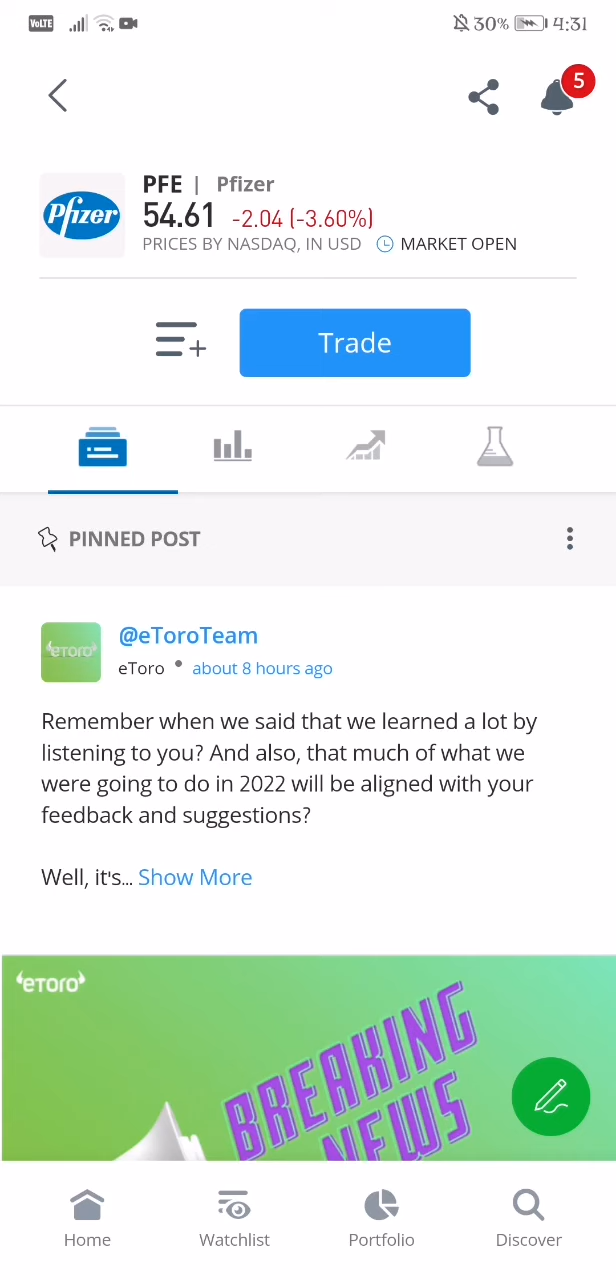 VoLTE 30% 4:31
5
Pfizer
PFE | Pfizer
54.61 -2.04 (-3.60%)
PRICES BY NASDAQ, IN USD MARKET OPEN
Trade
PINNED POST
eTORO
@eToroTeam
eToro • about 8 hours ago
Remember when we said that we learned a lot by
listening to you? And also, that much of what we
were going to do in 2022 will be aligned with your
feedback and suggestions?
Well, it's... Show More
eTORO
BREAKING
NEWS
Home Watchlist Portfolio Discover